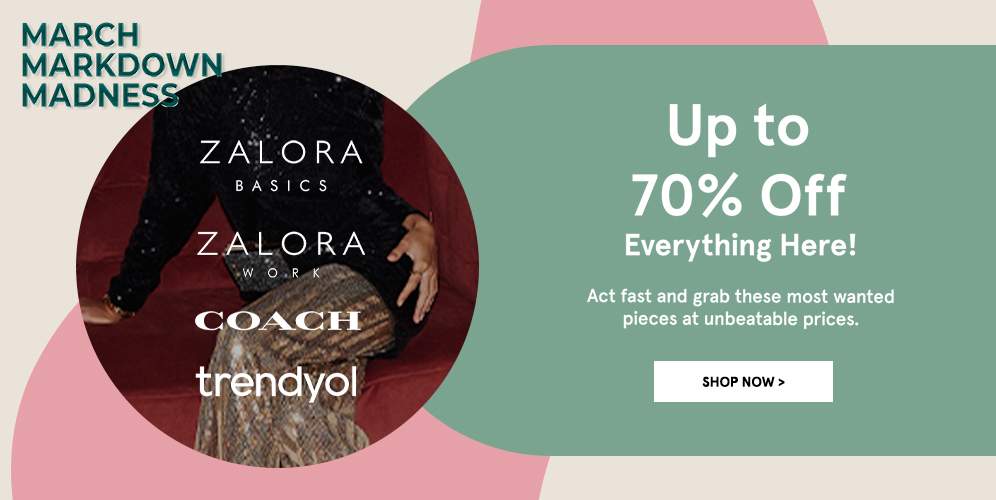 MARCH
MARKDOWN
MADNESS
ZALORA
BASICS
ZALORA
WORK
COACH
trendyol
Up to
70% Off
Everything Here!
Act fast and grab these most wanted
pieces at unbeatable prices.
SHOP NOW >